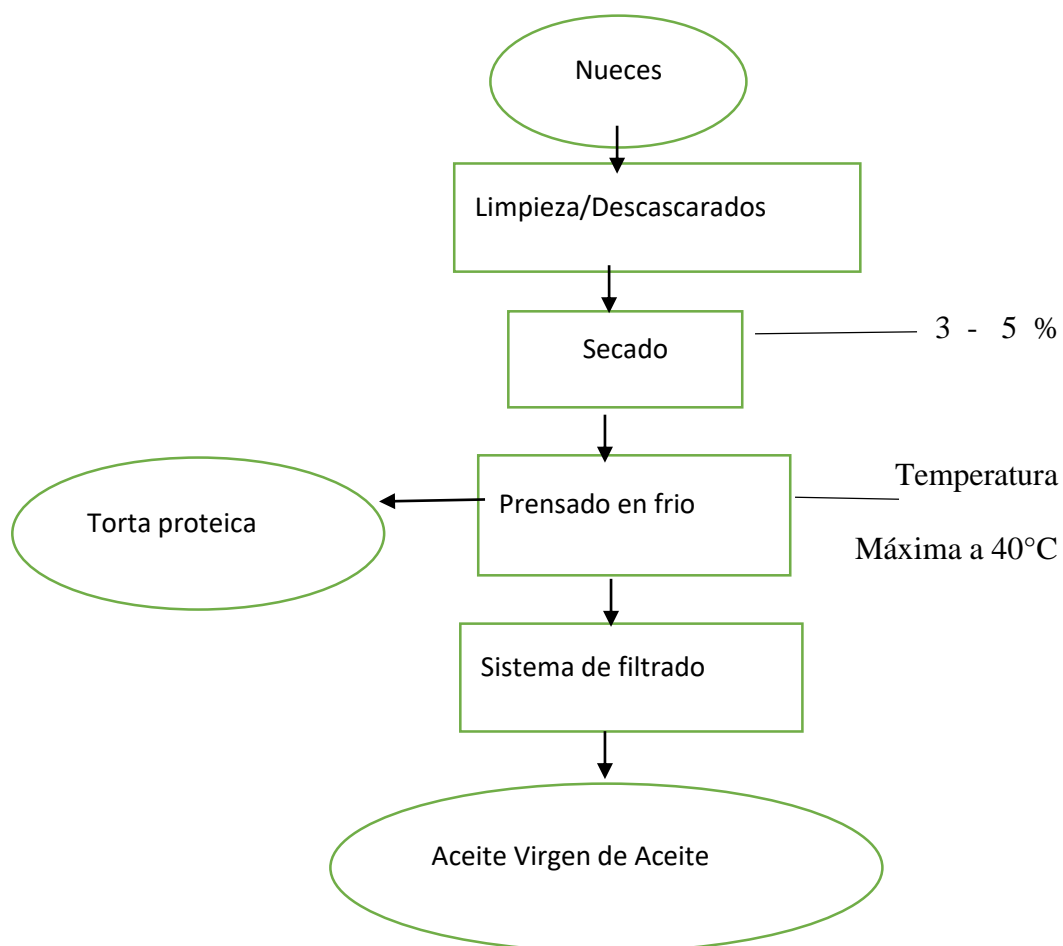 Nueces
Limpieza/Descascarados
Secado
3 - 5 %
Prensado en frio
Temperatura
Máxima a 40°C
Torta proteica
Sistema de filtrado
Aceite Virgen de Aceite